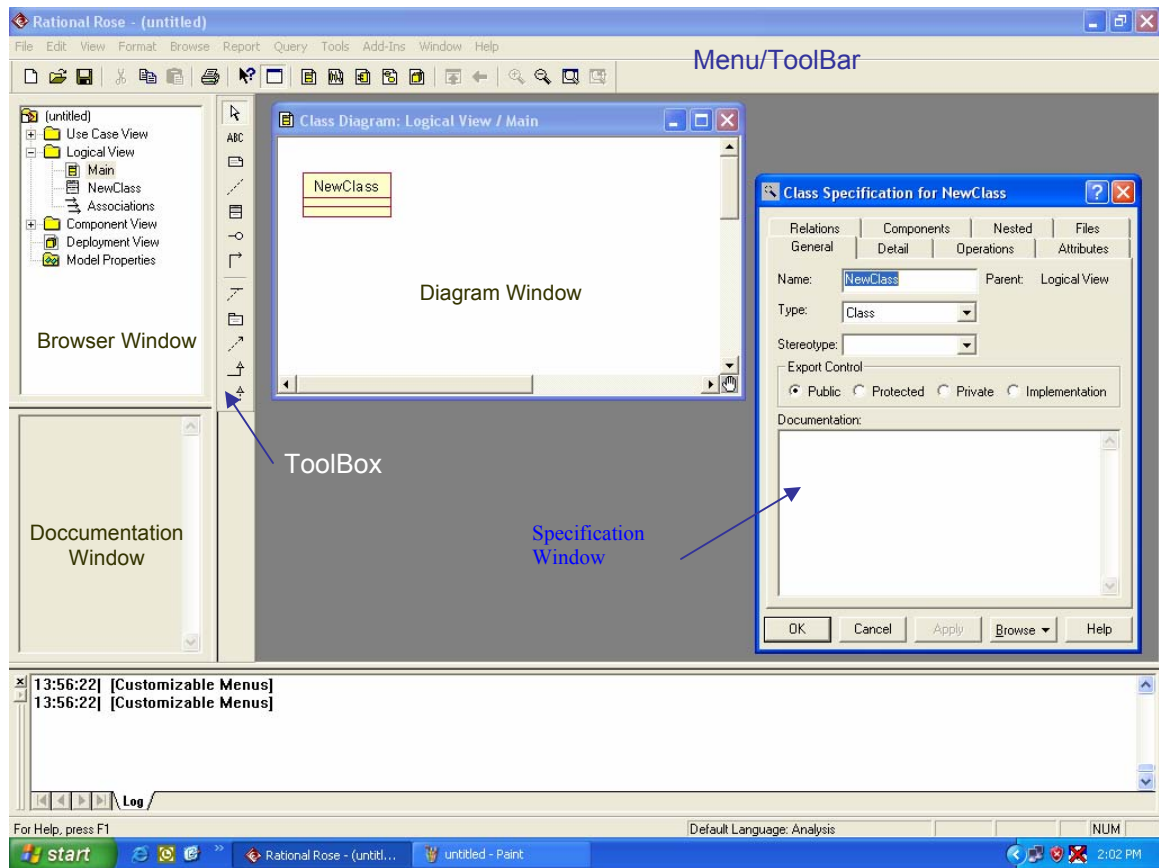 Rational Rose - (untitled)
File Edit View Format Browse Report Query Tools Add-Ins Window Help
Menu/ToolBar
(untitled)
Use Case View
Logical View
Main
NewClass
Associations
Component View
Deployment View
Model Properties
Browser Window
ABC
Class Diagram: Logical View / Main
NewClass
Diagram Window
ToolBox
Doccumentation
Window
Specification
Window
Class Specification for NewClass
Relations Components Nested Files
General Detail Operations Attributes
Name: NewClass Parent: Logical View
Type: Class
Stereotype:
Export Control
Public Protected Private Implementation
Documentation:
OK Cancel Apply Browse Help
13:56:22| [Customizable Menus]
13:56:22| [Customizable Menus]
Log
For Help, press F1 Default Language: Analysis NUM
start Rational Rose - (untitl... untitled - Paint 2:02 PM